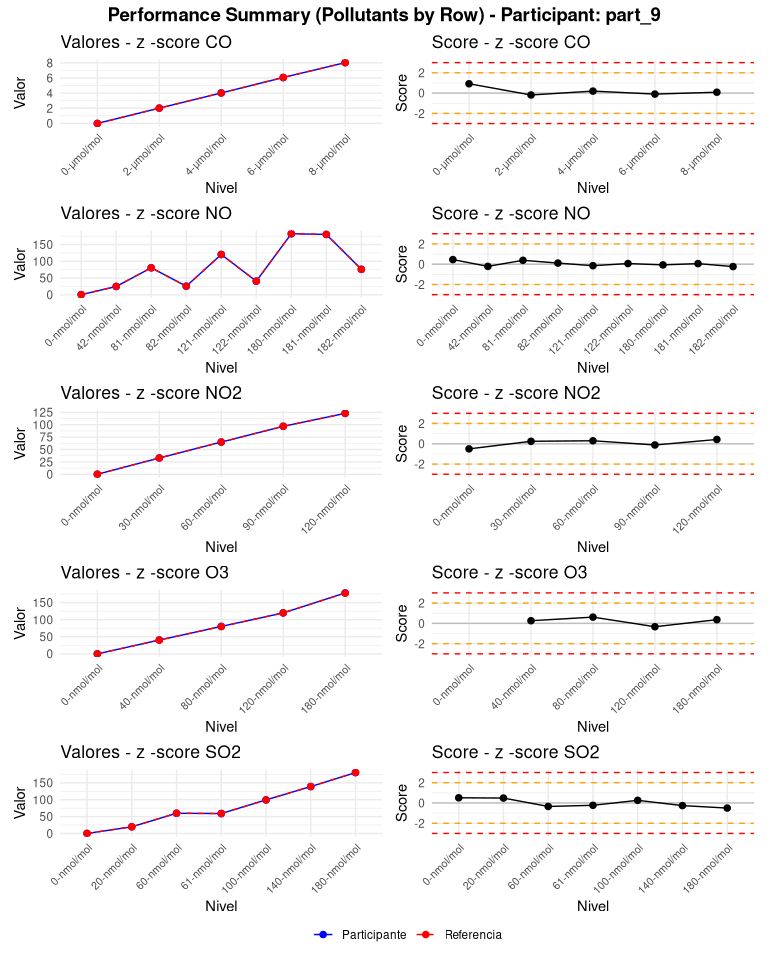 Performance Summary (Pollutants by Row) - Participant: part_9
Valores - z -score CO
Valor
8
6
4
2
0
0-μmol/mol
2-μmol/mol
4-μmol/mol
6-μmol/mol
8-μmol/mol
Nivel
Score - z -score CO
Score
2
0
-2
0-μmol/mol
2-μmol/mol
4-μmol/mol
6-μmol/mol
8-μmol/mol
Nivel
Valores - z -score NO
Valor
150
100
50
0
0-nmol/mol
42-nmol/mol
81-nmol/mol
82-nmol/mol
121-nmol/mol
122-nmol/mol
180-nmol/mol
181-nmol/mol
182-nmol/mol
Nivel
Score - z -score NO
Score
2
0
-2
0-nmol/mol
42-nmol/mol
81-nmol/mol
82-nmol/mol
121-nmol/mol
122-nmol/mol
180-nmol/mol
181-nmol/mol
182-nmol/mol
Nivel
Valores - z -score NO2
Valor
125
100
75
50
25
0
0-nmol/mol
30-nmol/mol
60-nmol/mol
90-nmol/mol
120-nmol/mol
Nivel
Score - z -score NO2
Score
2
0
-2
0-nmol/mol
30-nmol/mol
60-nmol/mol
90-nmol/mol
120-nmol/mol
Nivel
Valores - z -score O3
Valor
150
100
50
0
0-nmol/mol
40-nmol/mol
80-nmol/mol
120-nmol/mol
180-nmol/mol
Nivel
Score - z -score O3
Score
2
0
-2
0-nmol/mol
40-nmol/mol
80-nmol/mol
120-nmol/mol
180-nmol/mol
Nivel
Valores - z -score SO2
Valor
150
100
50
0
0-nmol/mol
20-nmol/mol
60-nmol/mol
61-nmol/mol
100-nmol/mol
140-nmol/mol
180-nmol/mol
Nivel
Score - z -score SO2
Score
2
0
-2
0-nmol/mol
20-nmol/mol
60-nmol/mol
61-nmol/mol
100-nmol/mol
140-nmol/mol
180-nmol/mol
Nivel
Participante
Referencia